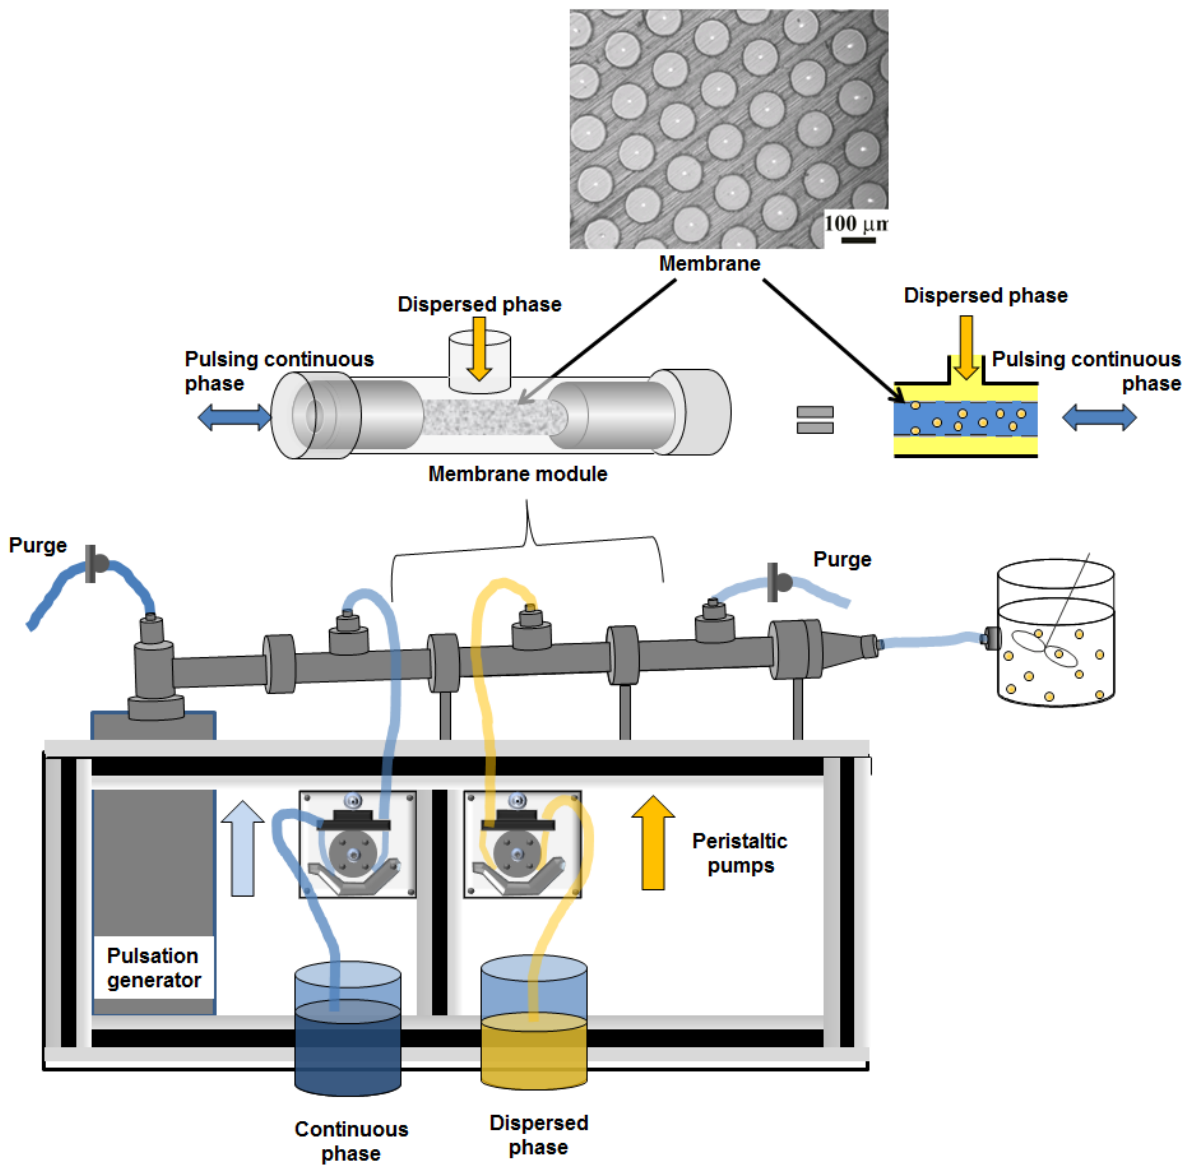 100 μm
Membrane
Dispersed phase
Dispersed phase
Pulsing continuous
phase
Pulsing continuous
phase
Membrane module
Purge
Purge
Peristaltic
pumps
Pulsation
generator
Continuous
phase
Dispersed
phase